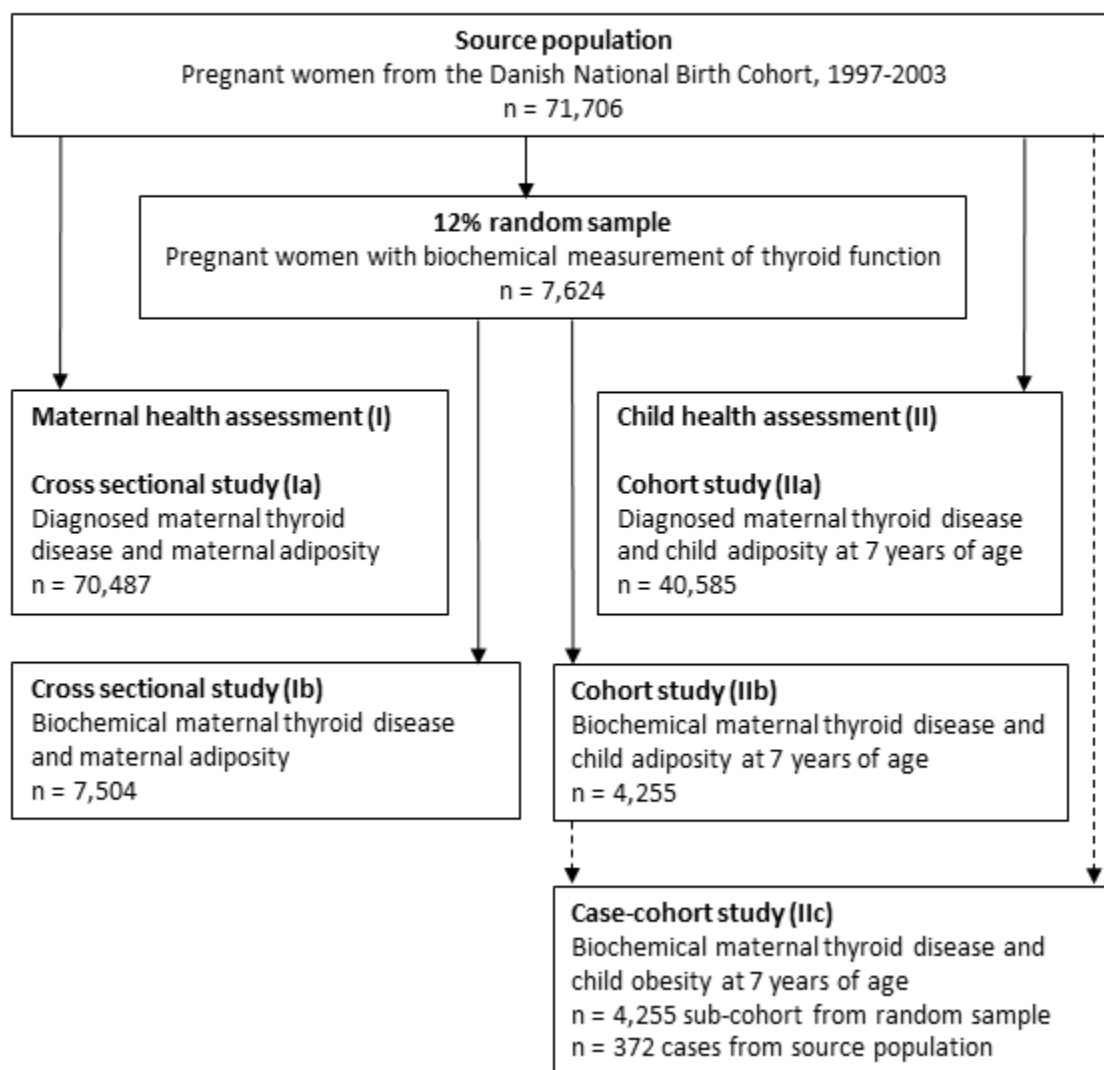 Source population
Pregnant women from the Danish National Birth Cohort, 1997-2003
n = 71,706
12% random sample
Pregnant women with biochemical measurement of thyroid function
n = 7,624
Maternal health assessment (I)
Cross sectional study (Ia)
Diagnosed maternal thyroid
disease and maternal adiposity
n = 70,487
Child health assessment (II)
Cohort study (IIa)
Diagnosed maternal thyroid disease
and child adiposity at 7 years of age
n = 40,585
Cross sectional study (Ib)
Biochemical maternal thyroid disease
and maternal adiposity
n = 7,504
Cohort study (IIb)
Biochemical maternal thyroid disease and
child adiposity at 7 years of age
n = 4,255
Case-cohort study (IIc)
Biochemical maternal thyroid disease and
child obesity at 7 years of age
n = 4,255 sub-cohort from random sample
n = 372 cases from source population